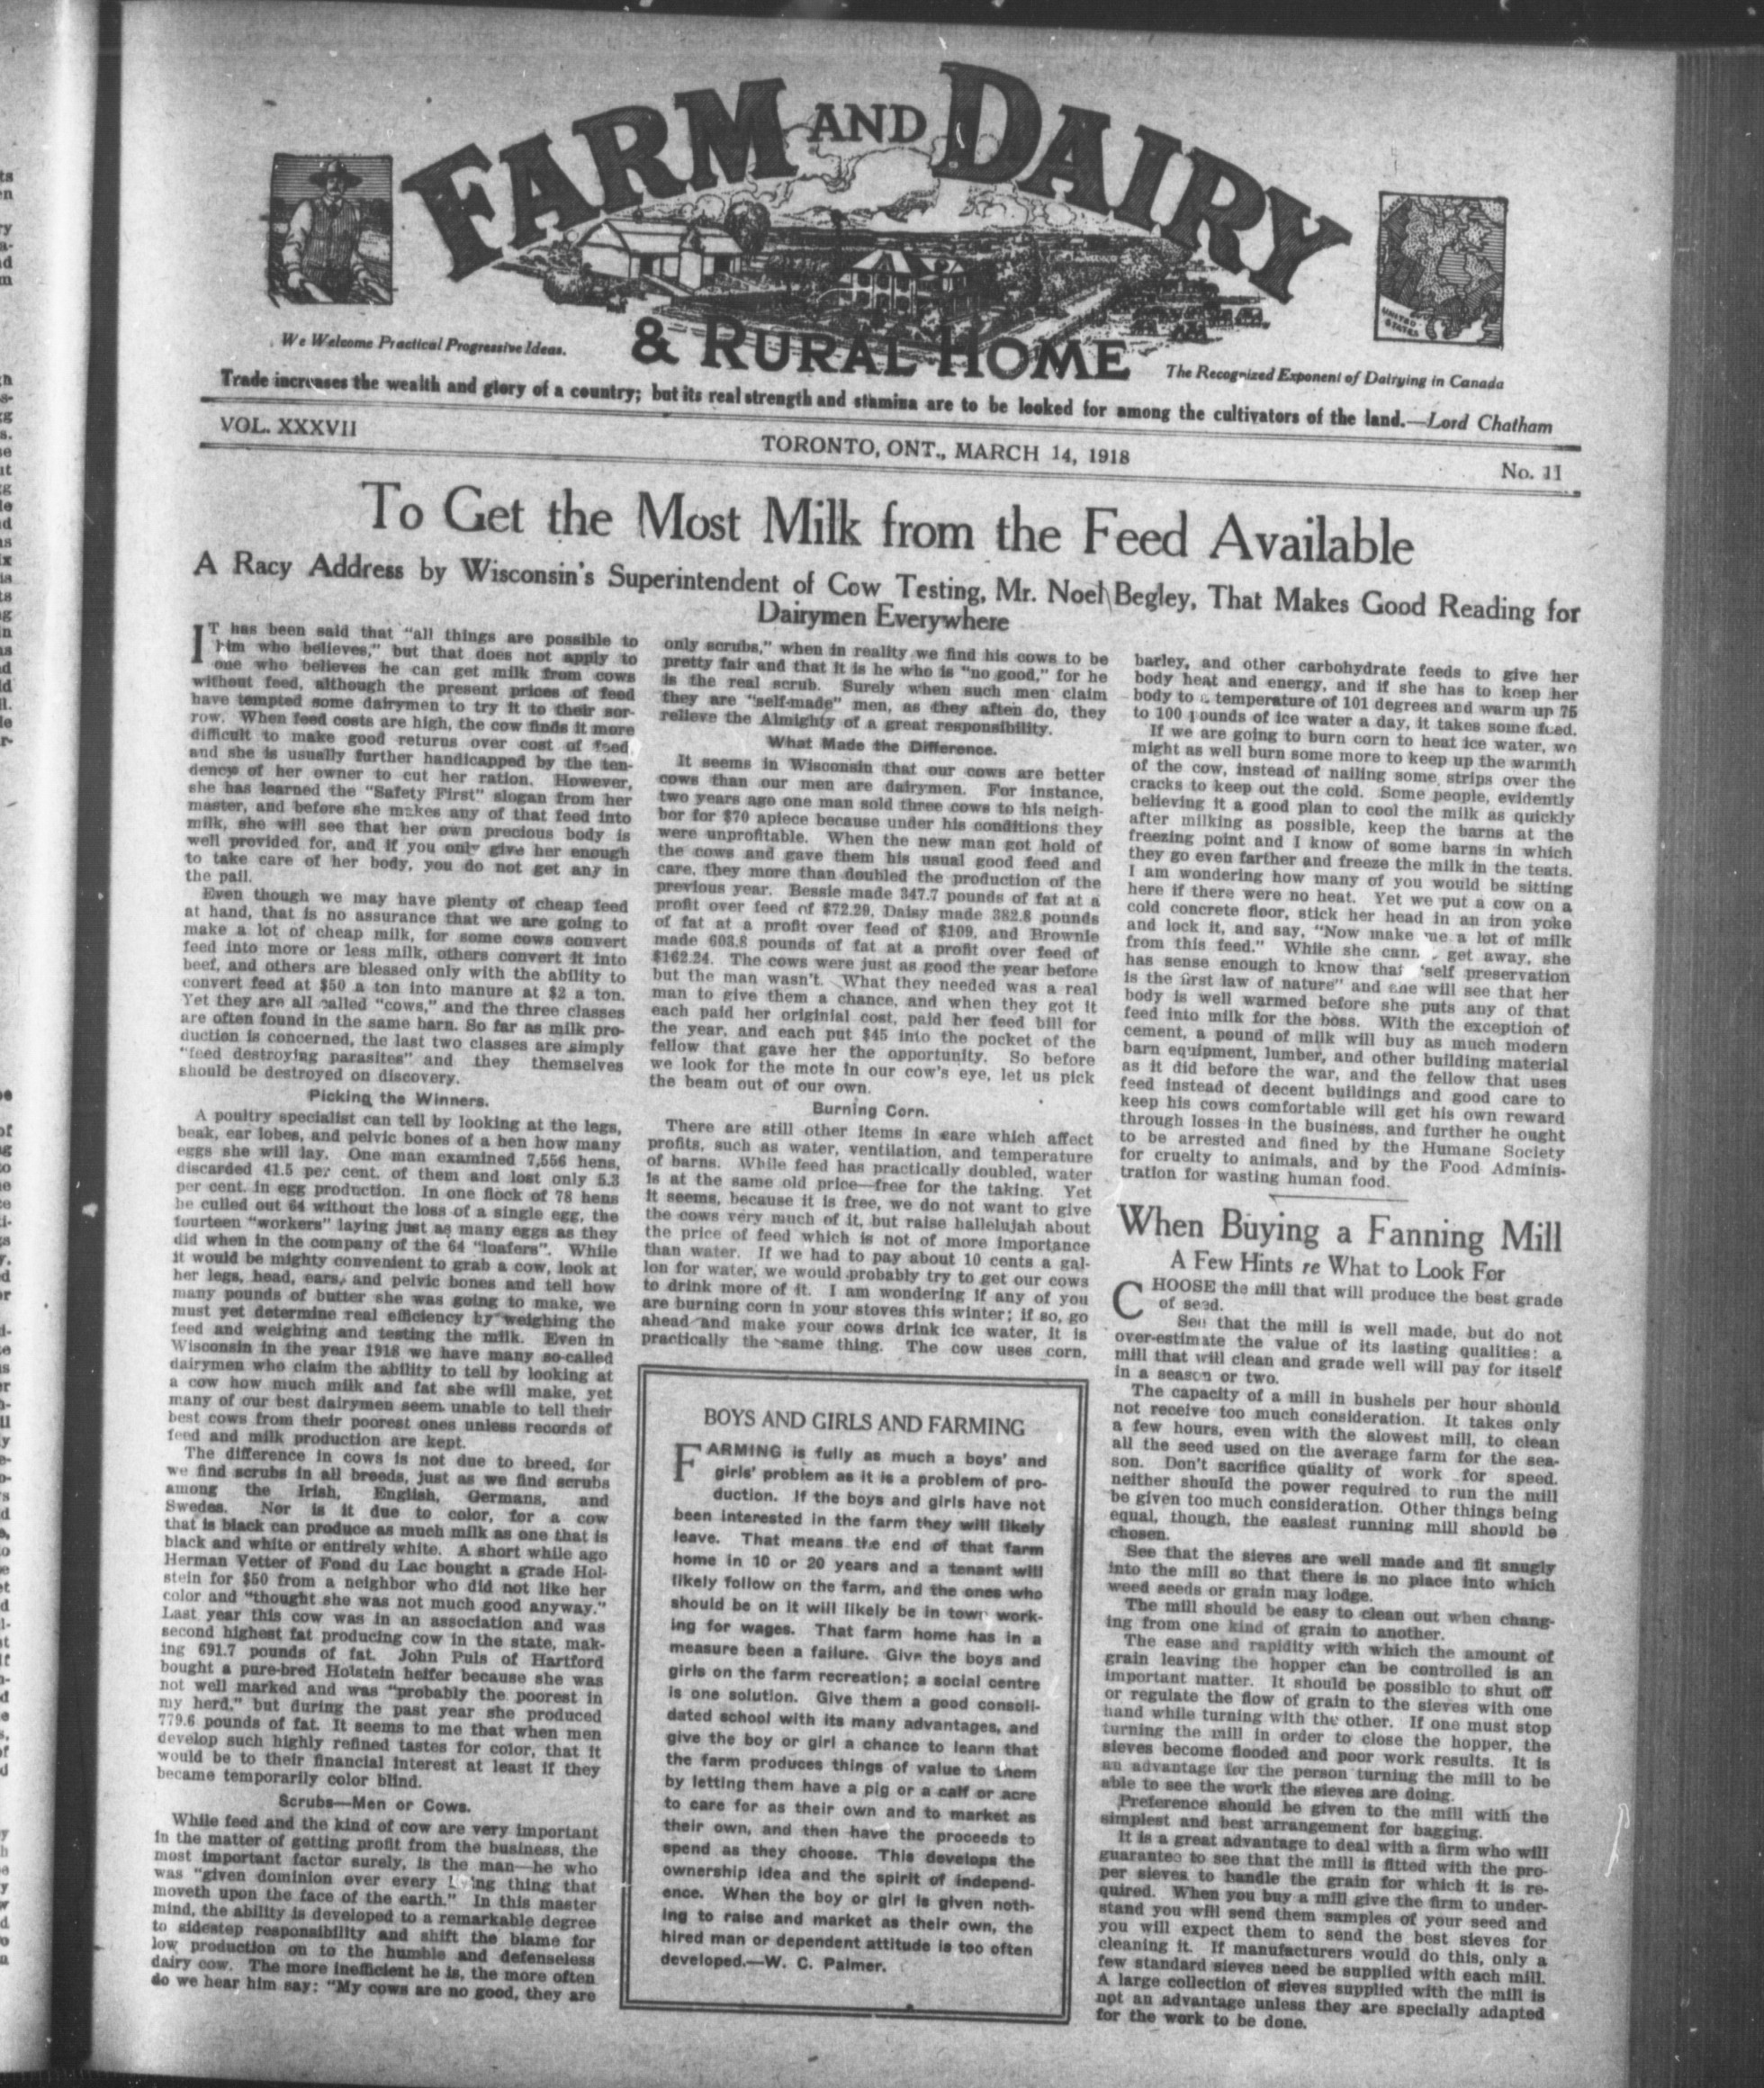 FARM AND DAIRY
& RURAL HOME
UNITED
STATES
We Welcome Practical Progressive Ideas.
The Recognized Exponent of Dairying in Canada
Trade increases the wealth and glory of a country; but its real strength and stamina are to be looked for among the cultivators of the land.—Lord Chatham
VOL. XXXVII
TORONTO, ONT., MARCH 14, 1918
No. 11
To Get the Most Milk from the Feed Available
A Racy Address by Wisconsin's Superintendent of Cow Testing, Mr. Noel Begley, That Makes Good Reading for
Dairymen Everywhere
IT has been said that "all things are possible to
him who believes," but that does not apply to
one who believes he can get milk from cows
without feed, although the present prices of feed
have tempted some dairymen to try it to their sor-
row. When feed costs are high, the cow finds it more
difficult to make good returns over cost of feed,
and she is usually further handicapped by the ten-
dency of her owner to cut her ration. However,
she has learned the "Safety First" slogan from her
master, and before she makes any of that feed into
milk, she will see that her own precious body is
well provided for, and if you only give her enough
to take care of her body, you do not get any in
the pail.
Even though we may have plenty of cheap feed
at hand, that is no assurance that we are going to
make a lot of cheap milk, for some cows convert
feed into more or less milk, others convert it into
beef, and others are blessed only with the ability to
convert feed at $50 a ton into manure at $2 a ton.
Yet they are all called "cows," and the three classes
are often found in the same barn. So far as milk pro-
duction is concerned, the last two classes are simply
"feed destroying parasites" and they themselves
should be destroyed on discovery.
Picking the Winners.
A poultry specialist can tell by looking at the legs,
beak, ear lobes, and pelvic bones of a hen how many
eggs she will lay. One man examined 7,556 hens,
discarded 41.5 per cent. of them and lost only 5.3
per cent. in egg production. In one flock of 78 hens
he culled out 64 without the loss of a single egg, the
fourteen "workers" laying just as many eggs as they
did when in the company of the 64 "loafers". While
it would be mighty convenient to grab a cow, look at
her legs, head, ears, and pelvic bones and tell how
many pounds of butter she was going to make, we
must yet determine real efficiency by weighing the
feed and weighing and testing the milk. Even in
Wisconsin in the year 1918 we have many so-called
dairymen who claim the ability to tell by looking at
a cow how much milk and fat she will make, yet
many of our best dairymen seem unable to tell their
best cows from their poorest ones unless records of
feed and milk production are kept.
The difference in cows is not due to breed, for
we find scrubs in all breeds, just as we find scrubs
among the Irish, English, Germans, and
Swedes. Nor is it due to color, for a cow
that is black can produce as much milk as one that is
black and white or entirely white. A short while ago
Herman Vetter of Fond du Lac bought a grade Hol-
stein for $50 from a neighbor who did not like her
color and "thought she was not much good anyway."
Last year this cow was in an association and was
second highest fat producing cow in the state, mak-
ing 691.7 pounds of fat. John Puls of Hartford
bought a pure-bred Holstein heifer because she was
not well marked and was "probably the poorest in
my herd," but during the past year she produced
779.6 pounds of fat. It seems to me that when men
develop such highly refined tastes for color, that it
would be to their financial interest at least if they
became temporarily color blind.
Scrubs—Men or Cows.
While feed and the kind of cow are very important
in the matter of getting profit from the business, the
most important factor surely, is the man—he who
was "given dominion over every living thing that
moveth upon the face of the earth." In this master
mind, the ability is developed to a remarkable degree
to sidestep responsibility and shift the blame for
low production on to the humble and defenseless
dairy cow. The more inefficient he is, the more often
do we hear him say: "My cows are no good, they are
only scrubs," when in reality we find his cows to be
pretty fair and that it is he who is "no good," for he
is the real scrub. Surely when such men claim
they are "self-made" men, as they aften do, they
relieve the Almighty of a great responsibility.
What Made the Difference.
It seems in Wisconsin that our cows are better
cows than our men are dairymen. For instance,
two years ago one man sold three cows to his neigh-
bor for $70 apiece because under his conditions they
were unprofitable. When the new man got hold of
the cows and gave them his usual good feed and
care, they more than doubled the production of the
previous year. Bessie made 347.7 pounds of fat at a
profit over feed of $72.29, Daisy made 382.8 pounds
of fat at a profit over feed of $109, and Brownie
made 603.8 pounds of fat at a profit over feed of
$162.24. The cows were just as good the year before
but the man wasn't. What they needed was a real
man to give them a chance, and when they got it
each paid her originial cost, paid her feed bill for
the year, and each put $45 into the pocket of the
fellow that gave her the opportunity. So before
we look for the mote in our cow's eye, let us pick
the beam out of our own.
Burning Corn.
There are still other items in care which affect
profits, such as water, ventilation, and temperature
of barns. While feed has practically doubled, water
is at the same old price—free for the taking. Yet
it seems, because it is free, we do not want to give
the cows very much of it, but raise hallelujah about
the price of feed which is not of more importance
than water. If we had to pay about 10 cents a gal-
lon for water, we would probably try to get our cows
to drink more of it. I am wondering if any of you
are burning corn in your stoves this winter; if so, go
ahead and make your cows drink ice water, it is
practically the same thing. The cow uses corn,
BOYS AND GIRLS AND FARMING
FARMING is fully as much a boys' and
girls' problem as it is a problem of pro-
duction. If the boys and girls have not
been interested in the farm they will likely
leave. That means the end of that farm
home in 10 or 20 years and a tenant will
likely follow on the farm, and the ones who
should be on it will likely be in town work-
ing for wages. That farm home has in a
measure been a failure. Give the boys and
girls on the farm recreation; a social centre
is one solution. Give them a good consoli-
dated school with its many advantages, and
give the boy or girl a chance to learn that
the farm produces things of value to them
by letting them have a pig or a calf or acre
to care for as their own and to market as
their own, and then have the proceeds to
spend as they choose. This develops the
ownership idea and the spirit of independ-
ence. When the boy or girl is given noth-
ing to raise and market as their own, the
hired man or dependent attitude is too often
developed.—W. C. Palmer.
barley, and other carbohydrate feeds to give her
body heat and energy, and if she has to keep her
body to a temperature of 101 degrees and warm up 75
to 100 pounds of ice water a day, it takes some feed.
If we are going to burn corn to heat ice water, we
might as well burn some more to keep up the warmth
of the cow, instead of nailing some strips over the
cracks to keep out the cold. Some people, evidently
believing it a good plan to cool the milk as quickly
after milking as possible, keep the barns at the
freezing point and I know of some barns in which
they go even farther and freeze the milk in the teats.
I am wondering how many of you would be sitting
here if there were no heat. Yet we put a cow on a
cold concrete floor, stick her head in an iron yoke
and lock it, and say, "Now make me a lot of milk
from this feed." While she cann get away, she
has sense enough to know that 'self preservation
is the first law of nature" and she will see that her
body is well warmed before she puts any of that
feed into milk for the boss. With the exception of
cement, a pound of milk will buy as much modern
barn equipment, lumber, and other building material
as it did before the war, and the fellow that uses
feed instead of decent buildings and good care to
keep his cows comfortable will get his own reward
through losses in the business, and further he ought
to be arrested and fined by the Humane Society
for cruelty to animals, and by the Food Adminis-
tration for wasting human food.
When Buying a Fanning Mill
A Few Hints re What to Look For
CHOOSE the mill that will produce the best grade
of seed.
See that the mill is well made, but do not
over-estimate the value of its lasting qualities: a
mill that will clean and grade well will pay for itself
in a season or two.
The capacity of a mill in bushels per hour should
not receive too much consideration. It takes only
a few hours, even with the slowest mill, to clean
all the seed used on the average farm for the sea-
son. Don't sacrifice quality of work for speed,
neither should the power required to run the mill
be given too much consideration. Other things being
equal, though, the easiest running mill should be
chosen.
See that the sieves are well made and fit snugly
into the mill so that there is no place into which
weed seeds or grain may lodge.
The mill should be easy to clean out when chang-
ing from one kind of grain to another.
The ease and rapidity with which the amount of
grain leaving the hopper can be controlled is an
important matter. It should be possible to shut off
or regulate the flow of grain to the sieves with one
hand while turning with the other. If one must stop
turning the mill in order to close the hopper, the
sieves become flooded and poor work results. It is
an advantage for the person turning the mill to be
able to see the work the sieves are doing.
Preference should be given to the mill with the
simplest and best arrangement for bagging.
It is a great advantage to deal with a firm who will
guarantee to see that the mill is fitted with the pro-
per sieves to handle the grain for which it is re-
quired. When you buy a mill give the firm to under-
stand you will send them samples of your seed and
you will expect them to send the best sieves for
cleaning it. If manufacturers would do this, only a
few standard sieves need be supplied with each mill.
A large collection of sieves supplied with the mill is
not an advantage unless they are specially adapted
for the work to be done.